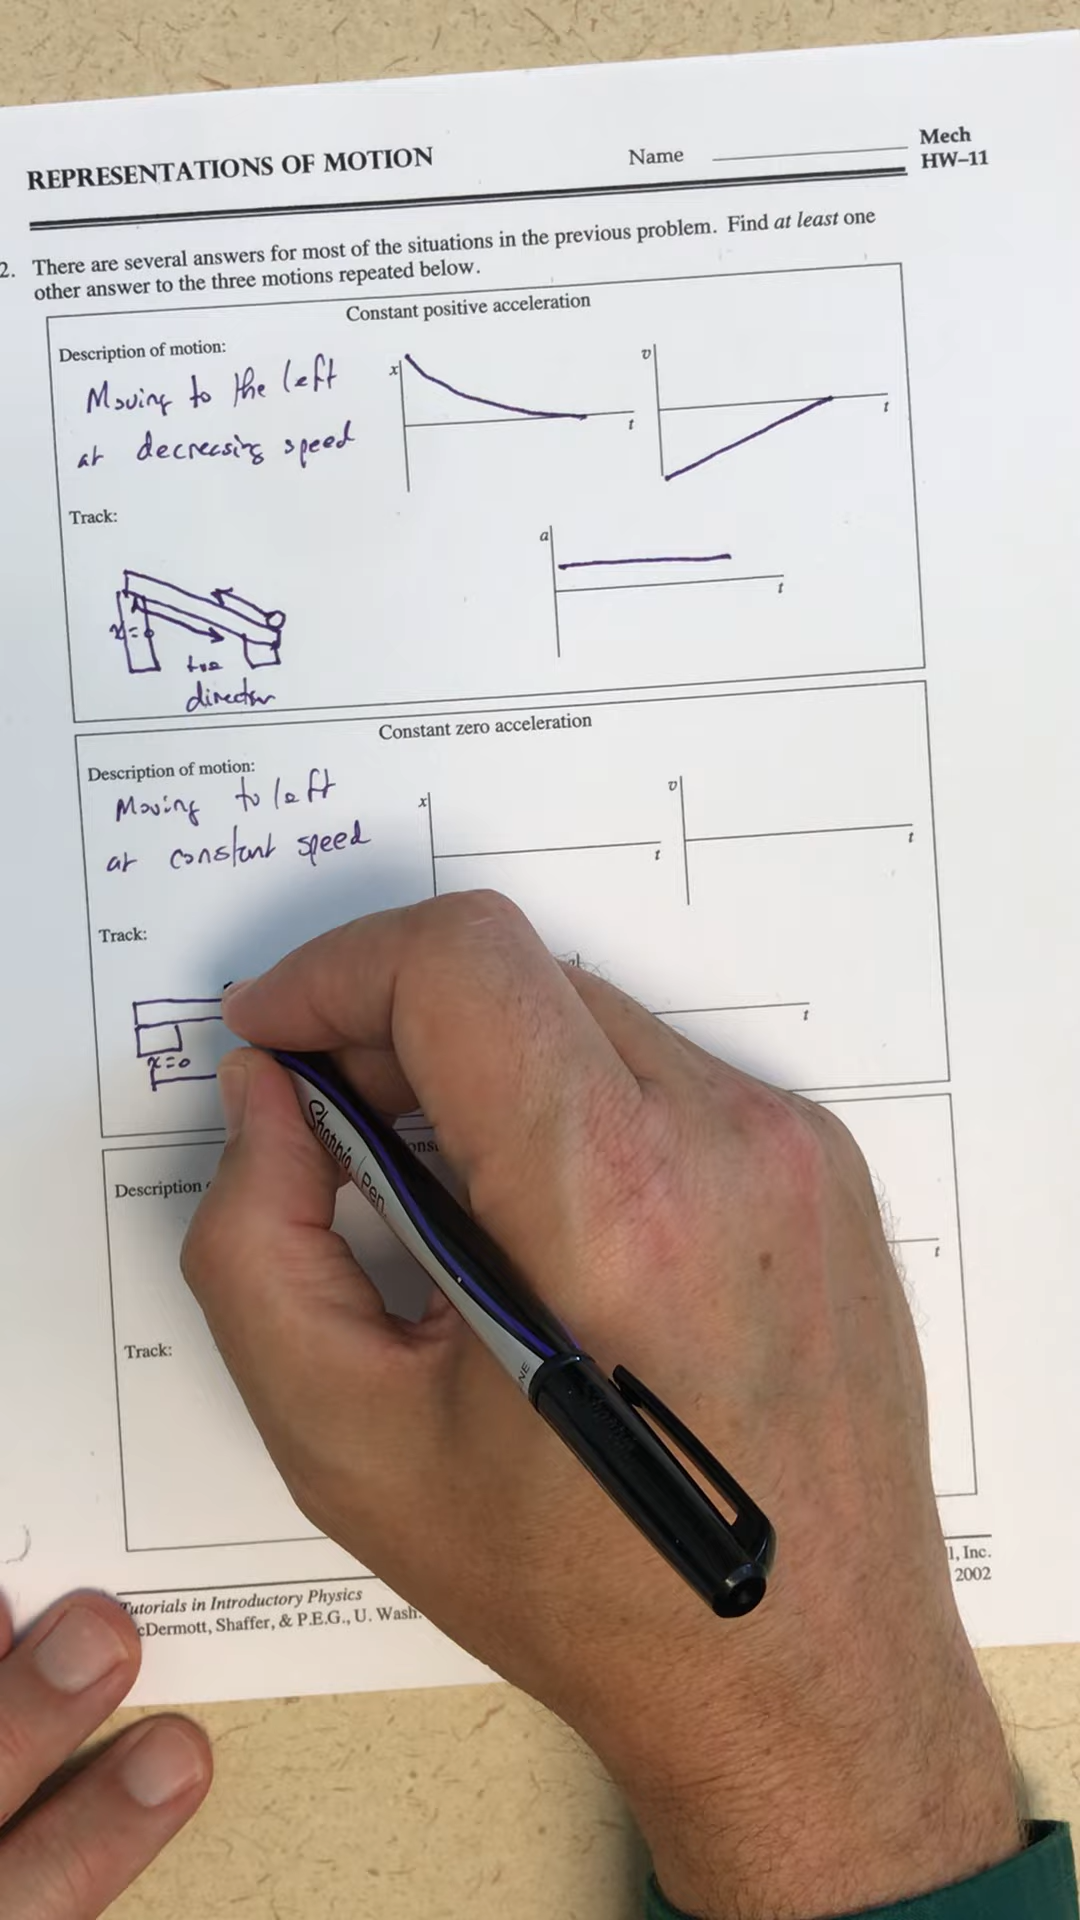 REPRESENTATIONS OF MOTION
Name
Mech
HW–11
2. There are several answers for most of the situations in the previous problem. Find at least one
other answer to the three motions repeated below.
Constant positive acceleration
Description of motion:
Moving to the left
at decreasing speed
x
t
v
t
Track:
a
t
x=0
direction
Constant zero acceleration
Description of motion:
Moving to left
at constant speed
x
t
v
t
Track:
t
x=0
Description
t
Track:
Sharpie Pen
Tutorials in Introductory Physics
cDermott, Shaffer, & P.E.G., U. Wash.
l, Inc.
2002